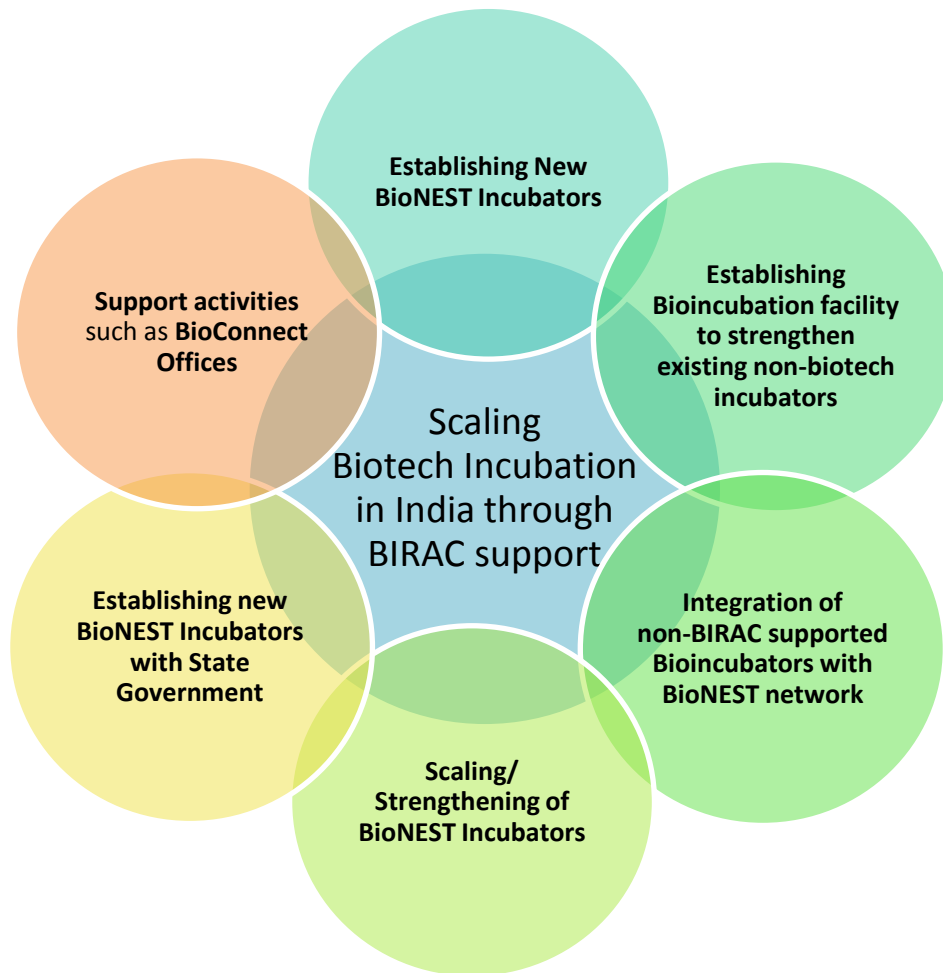 Establishing New
BioNEST Incubators
Establishing
Bioincubation facility
to strengthen
existing non-biotech
incubators
Integration of
non-BIRAC supported
Bioincubators with
BioNEST network
Scaling/
Strengthening of
BioNEST Incubators
Establishing new
BioNEST Incubators
with State
Government
Support activities
such as BioConnect
Offices
Scaling
Biotech Incubation
in India through
BIRAC support